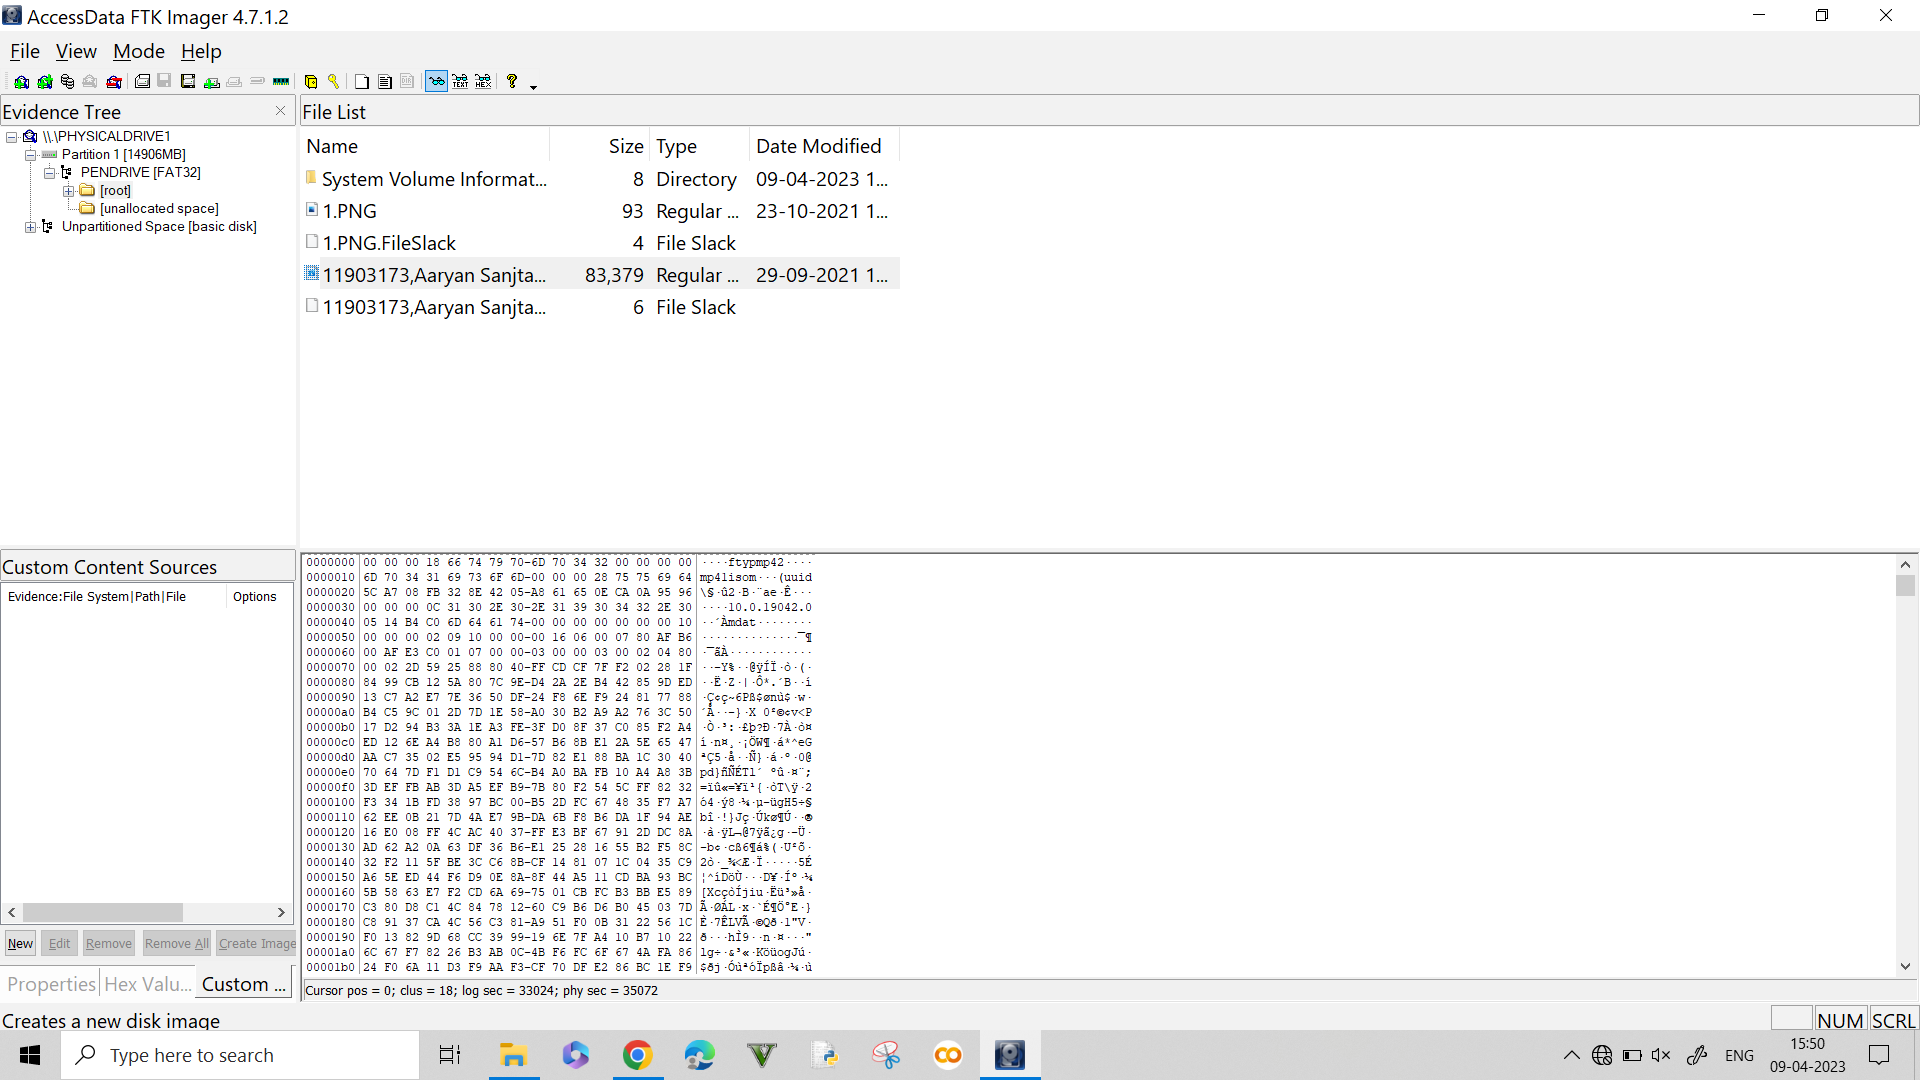 AccessData FTK Imager 4.7.1.2
File View Mode Help
Evidence Tree
\\.\PHYSICALDRIVE1
Partition 1 [14906MB]
PENDRIVE [FAT32]
[root]
[unallocated space]
Unpartitioned Space [basic disk]
File List
Name Size Type Date Modified
System Volume Informat... 8 Directory 09-04-2023 1...
1.PNG 93 Regular ... 23-10-2021 1...
1.PNG.FileSlack 4 File Slack
11903173,Aaryan Sanjta... 83,379 Regular ... 29-09-2021 1...
11903173,Aaryan Sanjta... 6 File Slack
Custom Content Sources
Evidence:File System|Path|File Options
New Edit Remove Remove All Create Image
Properties Hex Valu... Custom ...
0000000 00 00 00 18 66 74 79 70-6D 70 34 32 00 00 00 00 ····ftypmp42····
0000010 6D 70 34 31 69 73 6F 6D-00 00 00 28 75 75 69 64 mp41isom···(uuid
0000020 5C A7 08 FB 32 8E 42 05-A8 61 65 0E CA 0A 95 96
0000030 00 00 00 0C 31 30 2E 30-2E 31 39 30 34 32 2E 30 ····10.0.19042.0
0000040 05 14 B4 C0 6D 64 61 74-00 00 00 00 00 00 00 10 ··´Àmdat········
0000050 00 00 00 02 09 10 00 00-00 16 06 00 07 80 AF B6
0000060 00 AF E3 C0 01 07 00 00-03 00 00 03 00 02 04 80
0000070 00 02 2D 59 25 88 80 40-FF CD CF 7F F2 02 28 1F
0000080 84 99 CB 12 5A 80 7C 9E-D4 2A 2E B4 42 85 9D ED
0000090 13 C7 A2 E7 7E 36 50 DF-24 F8 6E F9 24 81 77 88
00000a0 B4 C5 9C 01 2D 7D 1E 58-A0 30 B2 A9 A2 76 3C 50
00000b0 17 D2 94 B3 3A 1E A3 FE-3F D0 8F 37 C0 85 F2 A4
00000c0 ED 12 6E A4 B8 80 A1 D6-57 B6 8B E1 2A 5E 65 47
00000d0 AA C7 35 02 E5 95 94 D1-7D 82 E1 88 BA 1C 30 40
00000e0 70 64 7D F1 D1 C9 54 6C-B4 A0 BA FB 10 A4 A8 3B
00000f0 3D EF FB AB 3D A5 EF B9-7B 80 F2 54 5C FF 82 32
0000100 F3 34 1B FD 38 97 BC 00-B5 2D FC 67 48 35 F7 A7
0000110 62 EE 0B 21 7D 4A E7 9B-DA 6B F8 B6 DA 1F 94 AE
0000120 16 E0 08 FF 4C AC 40 37-FF E3 BF 67 91 2D DC 8A
0000130 AD 62 A2 0A 63 DF 36 B6-E1 25 28 16 55 B2 F5 8C
0000140 32 F2 11 5F BE 3C C6 8B-CF 14 81 07 1C 04 35 C9
0000150 A6 5E ED 44 F6 D9 0E 8A-8F 44 A5 11 CD BA 93 BC
0000160 5B 58 63 E7 F2 CD 6A 69-75 01 CB FC B3 BB E5 89
0000170 C3 80 D8 C1 4C 84 78 12-60 C9 B6 D6 B0 45 03 7D
0000180 C8 91 37 CA 4C 56 C3 81-A9 51 F0 0B 31 22 56 1C
0000190 F0 13 82 9D 68 CC 39 99-19 6E 7F A4 10 B7 10 22
00001a0 6C 67 F7 82 26 B3 AB 0C-4B F6 FC 6F 67 4A FA 86
00001b0 24 F0 6A 11 D3 F9 AA F3-CF 70 DF E2 86 BC 1E F9
Cursor pos = 0; clus = 18; log sec = 33024; phy sec = 35072
Creates a new disk image
NUM SCRL
Type here to search
ENG
15:50
09-04-2023